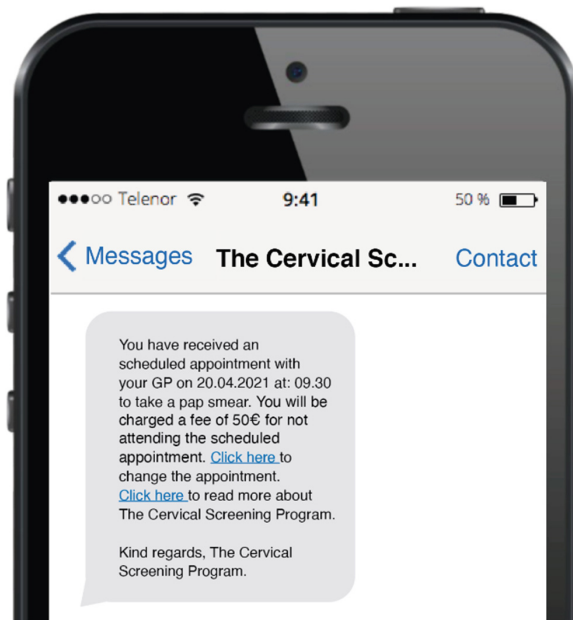 Telenor 9:41 50 %
Messages The Cervical Sc... Contact
You have received an
scheduled appointment with
your GP on 20.04.2021 at: 09.30
to take a pap smear. You will be
charged a fee of 50€ for not
attending the scheduled
appointment. Click here to
change the appointment.
Click here to read more about
The Cervical Screening Program.
Kind regards, The Cervical
Screening Program.